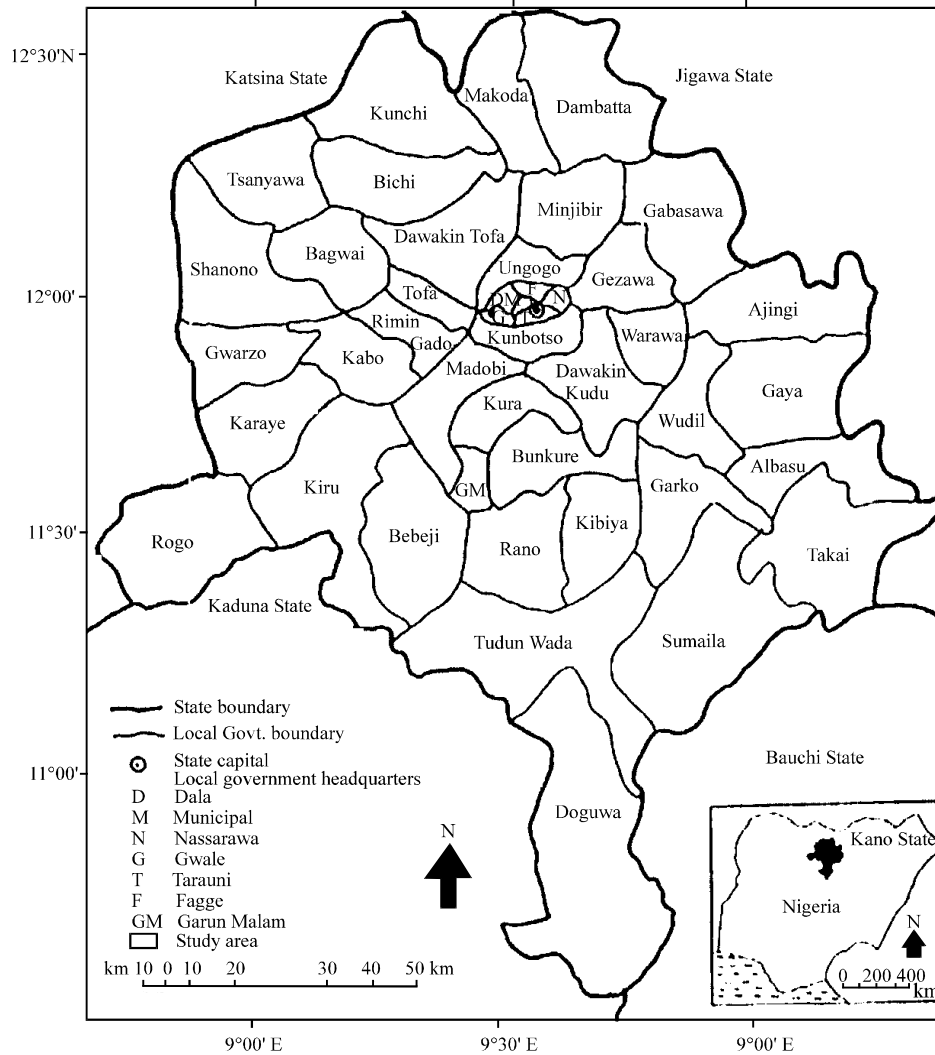 12°30'N
Katsina State
Jigawa State
Makoda
Kunchi
Dambatta
Tsanyawa
Bichi
Minjibir
Gabasawa
Dawakin Tofa
Bagwai
Shanono
Ungogo
Gezawa
Tofa
F
N
DM
12°00'
Ajingi
Rimin
G
Gado
Kunbotso
Warawa
Gwarzo
Kabo
Madobi
Dawakin
Kudu
Gaya
Kura
Wudil
Karaye
Bunkure
Albasu
Kiru
GM
Garko
11°30'
Kibiya
Bebeji
Rano
Rogo
Takai
Kaduna State
Tudun Wada
Sumaila
State boundary
Local Govt. boundary
State capital
Local government headquarters
D Dala
M Municipal
N Nassarawa
G Gwale
T Tarauni
F Fagge
GM Garun Malam
Study area
11°00'
Bauchi State
Doguwa
N
km 10 0 10 20 30 40 50 km
Kano State
Nigeria
N
0 200 400
km
9°00' E
9°30' E
9°00' E